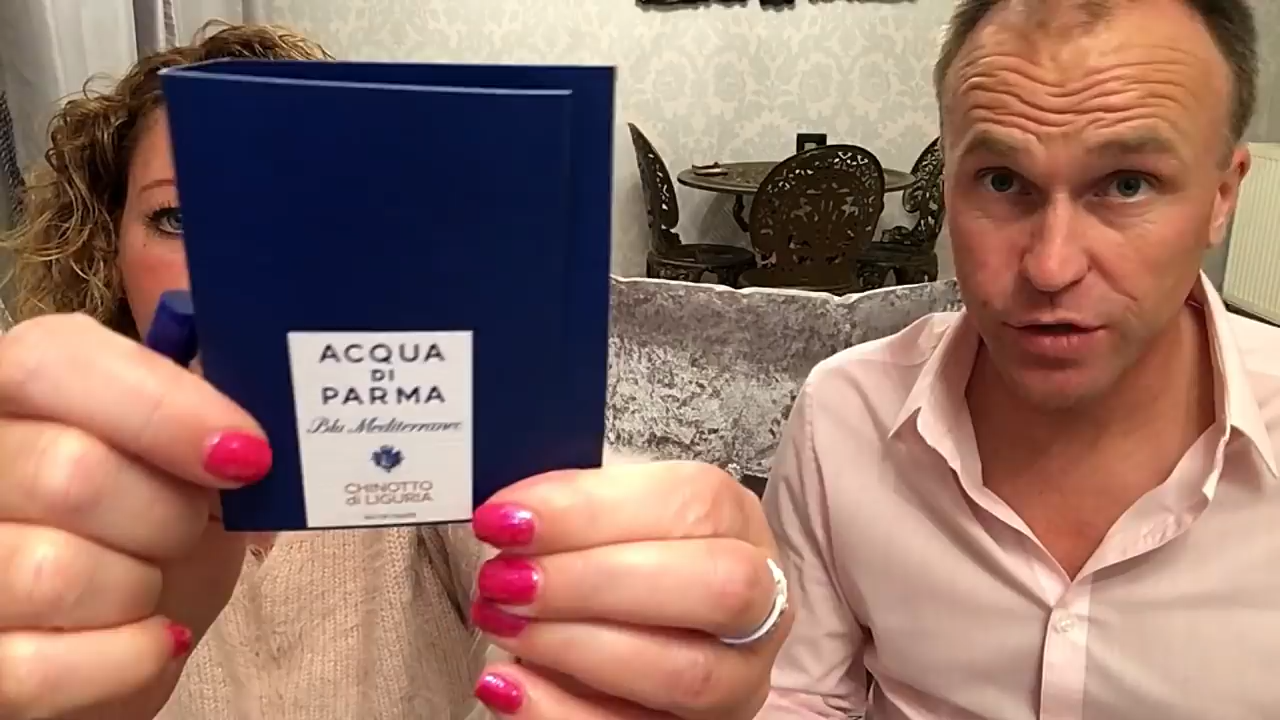 ACQUA
DI
PARMA
Blu Mediterraneo
CHINOTTO
di LIGURIA